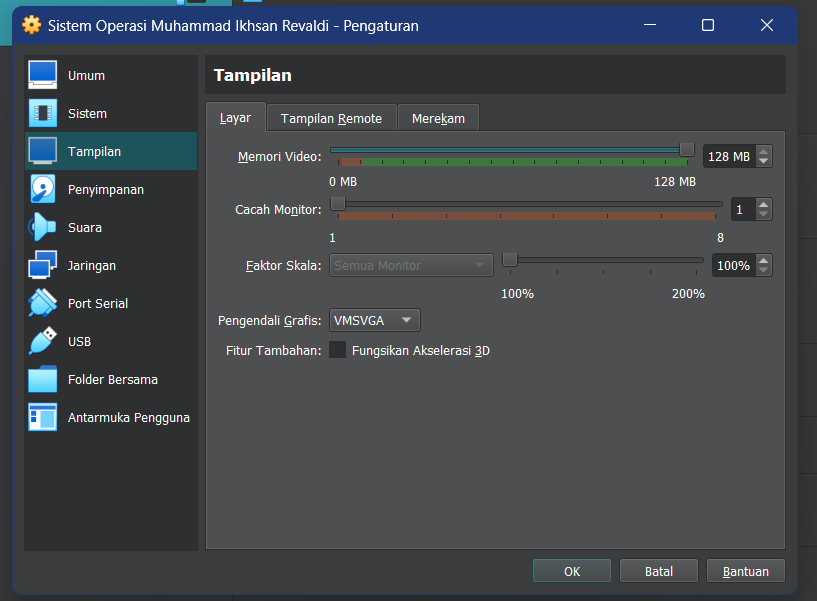 Sistem Operasi Muhammad Ikhsan Revaldi - Pengaturan
Umum
Sistem
Tampilan
Penyimpanan
Suara
Jaringan
Port Serial
USB
Folder Bersama
Antarmuka Pengguna
Tampilan
Layar Tampilan Remote Merekam
Memori Video: 128 MB
0 MB 128 MB
Cacah Monitor: 1
1 8
Faktor Skala: Semua Monitor 100%
100% 200%
Pengendali Grafis: VMSVGA
Fitur Tambahan: Fungsikan Akselerasi 3D
OK Batal Bantuan